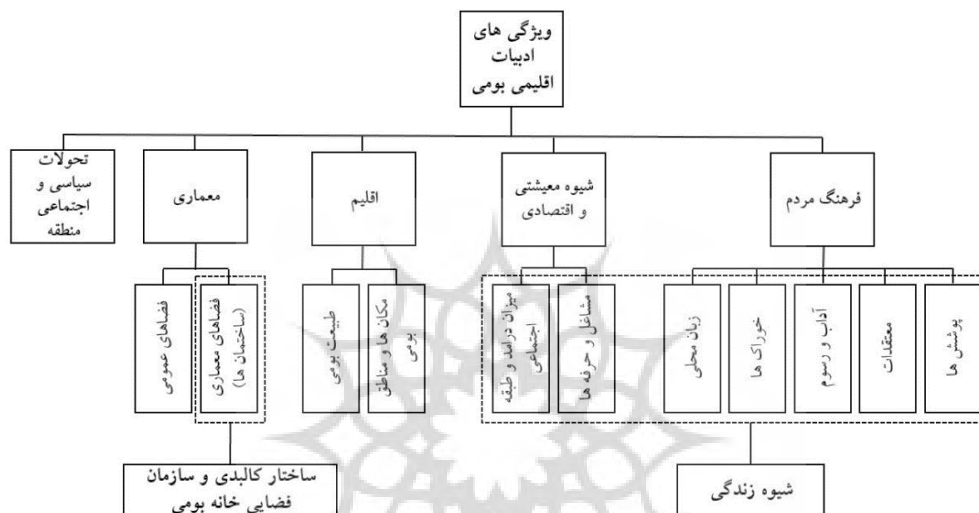 ویژگی های
ادبیات
اقلیمی بومی
فرهنگ مردم
شیوه معیشتی
و اقتصادی
اقلیم
معماری
تحولات
سیاسی و
اجتماعی
منطقه
پوشش ها
معتقدات
آداب و رسوم
خوراک ها
زبان محلی
مشاغل و حرفه ها
میزان درامد و طبقه
اجتماعی
مکان ها و مناطق
بومی
طبیعت بومی
فضاهای معماری
(ساختمان ها)
فضاهای عمومی
شیوه زندگی
ساختار کالبدی و سازمان
فضایی خانه بومی